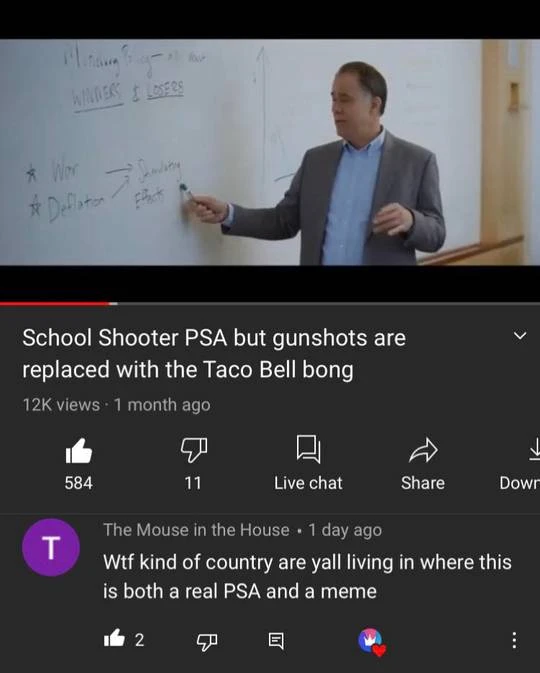 WINNERS & LOSERS
War
Deflation
Effects
School Shooter PSA but gunshots are
replaced with the Taco Bell bong
12K views · 1 month ago
584
11
Live chat
Share
Down
T
The Mouse in the House • 1 day ago
Wtf kind of country are yall living in where this
is both a real PSA and a meme
2